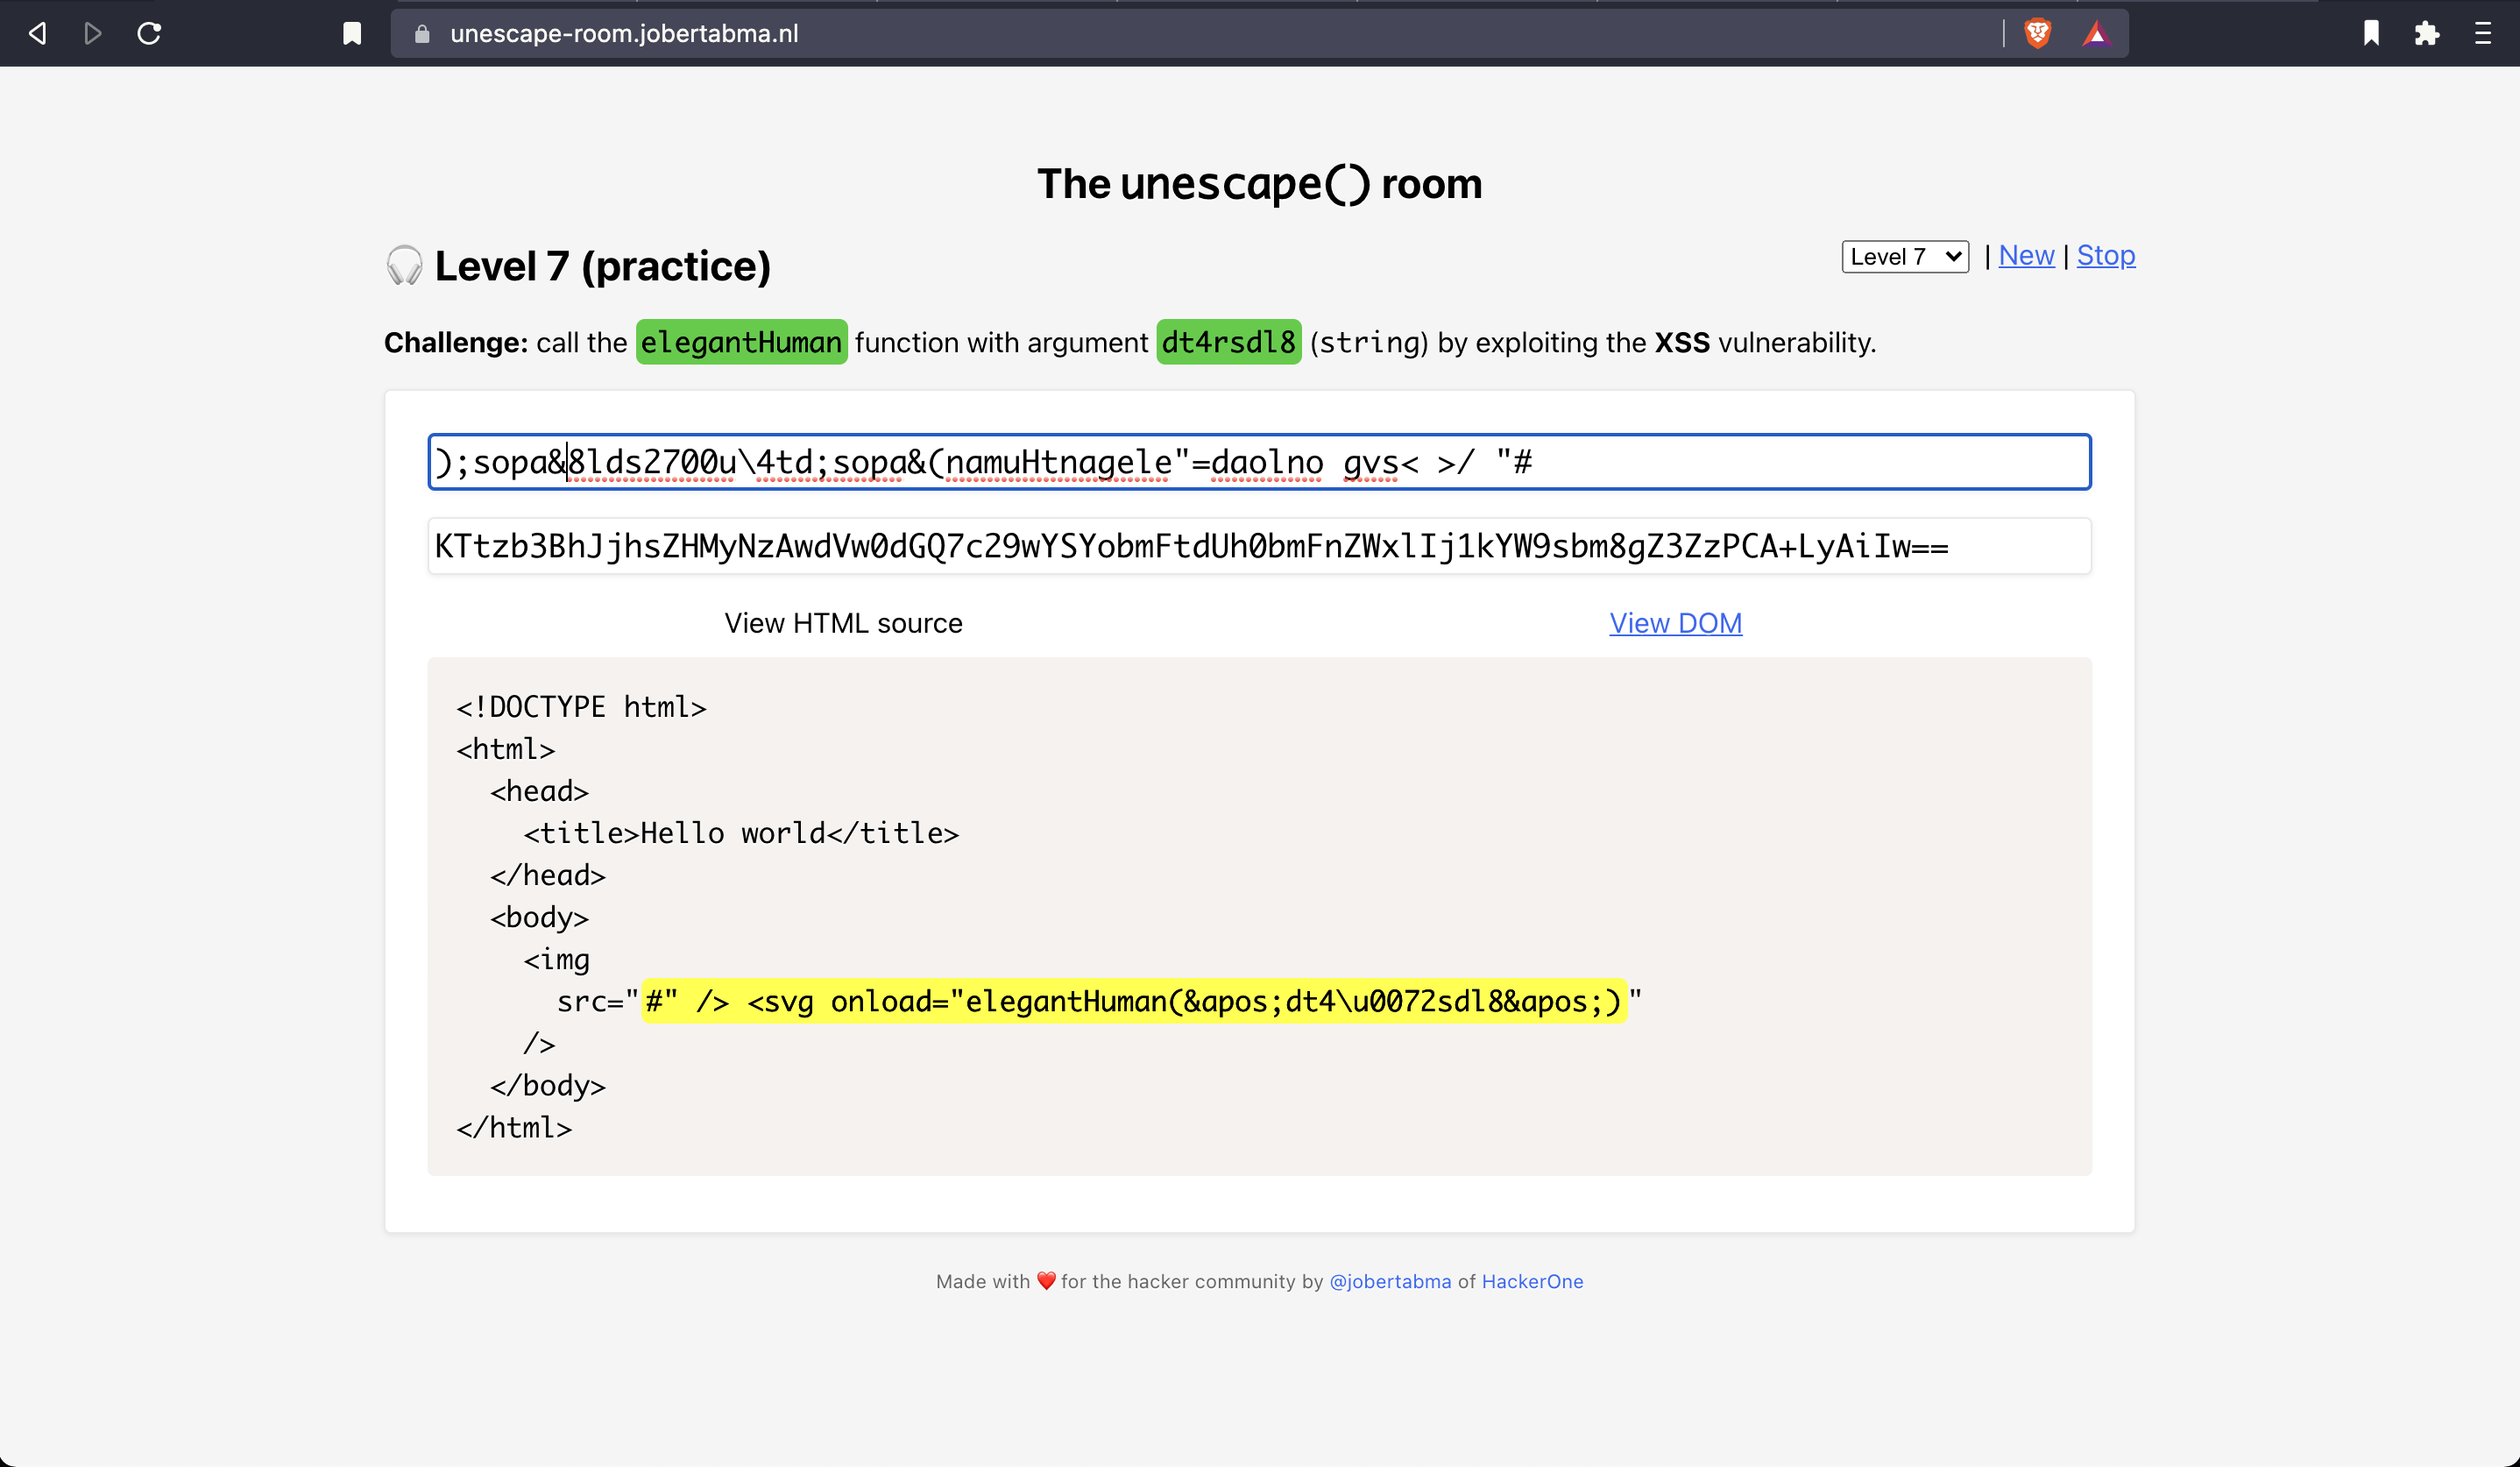 unescape-room.jobertabma.nl
The unescape() room
Level 7 (practice)
Level 7 | New | Stop
Challenge: call the elegantHuman function with argument dt4rsdl8 (string) by exploiting the XSS vulnerability.
);sopa&8lds2700u\4td;sopa&(namuHtnagele"=daolno gvs< >/ "#
KTtzb3BhJjhsZHMyNzAwdVw0dGQ7c29wYSYobmFtdUh0bmFnZWxlIj1kYW9sbm8gZ3ZzPCA+LyAiIw==
View HTML source
View DOM
<!DOCTYPE html>
<html>
<head>
<title>Hello world</title>
</head>
<body>
<img
src="#" /> <svg onload="elegantHuman(&apos;dt4\u0072sdl8&apos;)"
/>
</body>
</html>
Made with ❤️ for the hacker community by @jobertabma of HackerOne